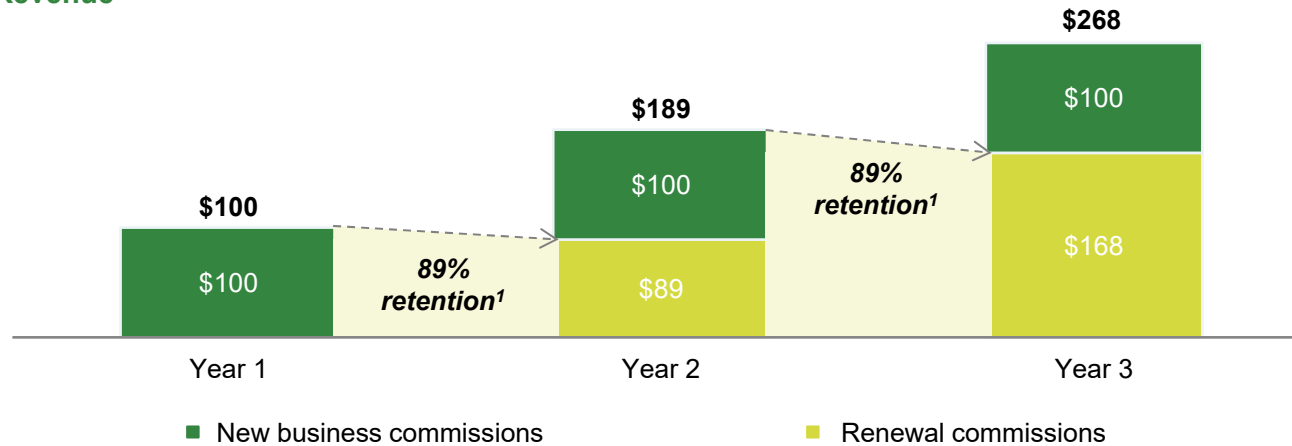 $268
$100
$189
89%
retention1
$100
$100
$168
89%
retention1
$100
$89
Year 1
Year 2
Year 3
New business commissions
Renewal commissions